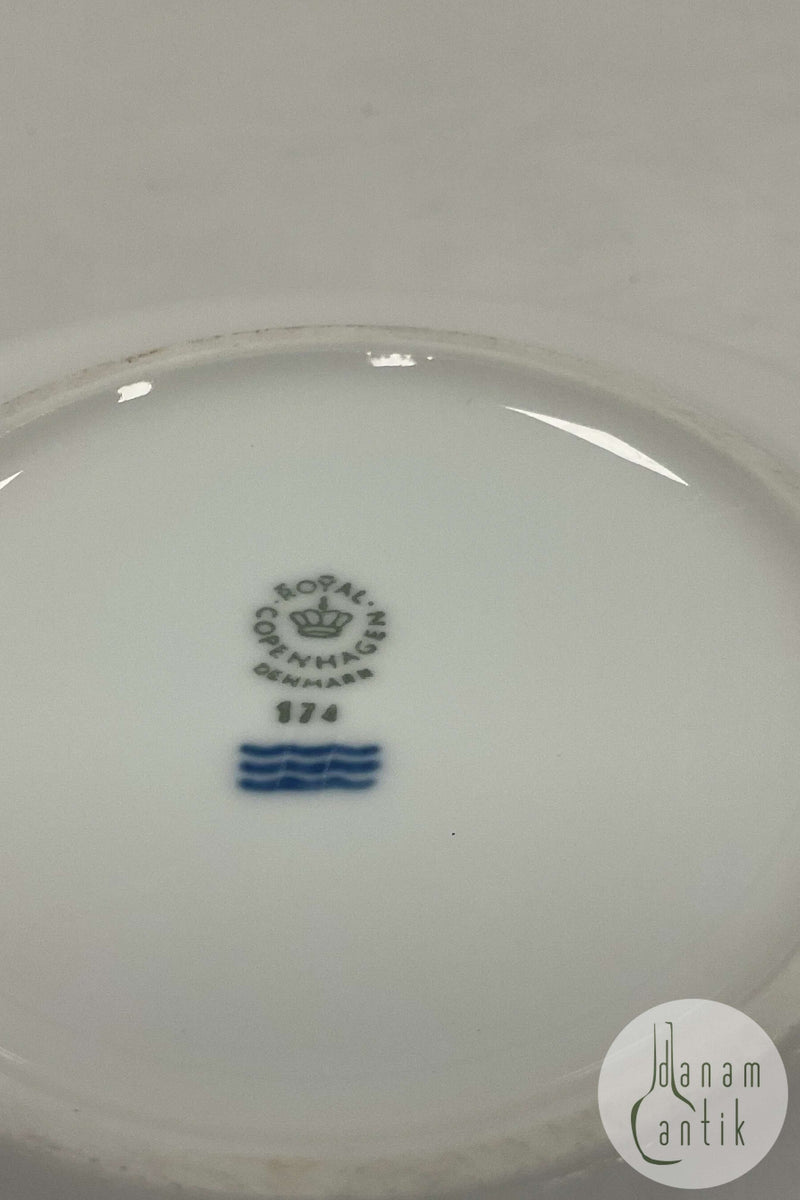 ROYAL
COPENHAGEN
DENMARK
174
danam
antik